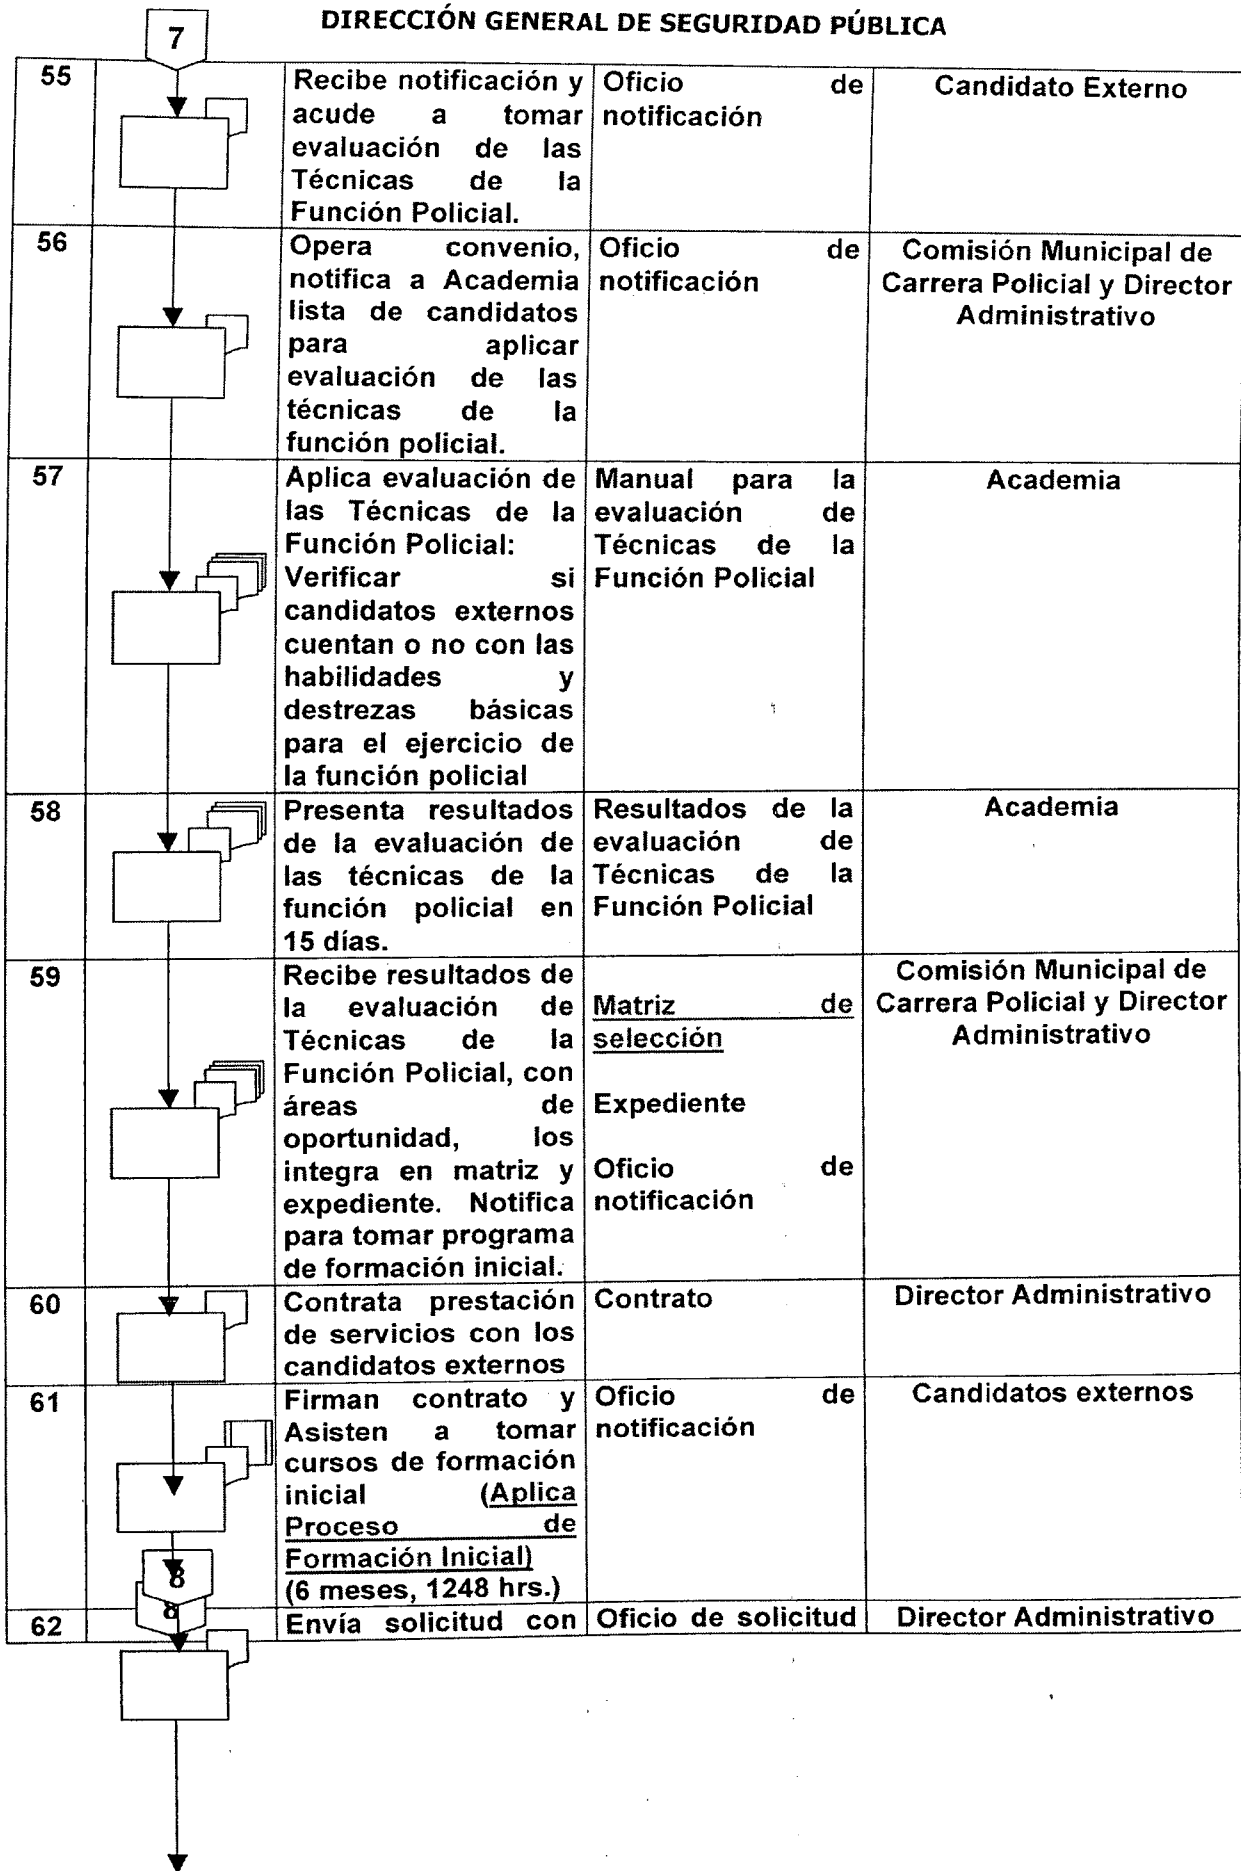 DIRECCIÓN GENERAL DE SEGURIDAD PÚBLICA
7
55
Recibe notificación y
acude a tomar
evaluación de las
Técnicas de la
Función Policial.
Oficio de
notificación
Candidato Externo
56
Opera convenio,
notifica a Academia
lista de candidatos
para aplicar
evaluación de las
técnicas de la
función policial.
Oficio de
notificación
Comisión Municipal de
Carrera Policial y Director
Administrativo
57
Aplica evaluación de
las Técnicas de la
Función Policial:
Verificar si
candidatos externos
cuentan o no con las
habilidades y
destrezas básicas
para el ejercicio de
la función policial
Manual para la
evaluación de
Técnicas de la
Función Policial
Academia
58
Presenta resultados
de la evaluación de
las técnicas de la
función policial en
15 días.
Resultados de la
evaluación de
Técnicas de la
Función Policial
Academia
59
Recibe resultados de
la evaluación de
Técnicas de la
Función Policial, con
áreas de
oportunidad, los
integra en matriz y
expediente. Notifica
para tomar programa
de formación inicial.
Matriz de
selección
Expediente
Oficio de
notificación
Comisión Municipal de
Carrera Policial y Director
Administrativo
60
Contrata prestación
de servicios con los
candidatos externos
Contrato
Director Administrativo
61
Firman contrato y
Asisten a tomar
cursos de formación
inicial (Aplica
Proceso de
Formación Inicial)
(6 meses, 1248 hrs.)
Oficio de
notificación
Candidatos externos
8
8
62
Envía solicitud con
Oficio de solicitud
Director Administrativo